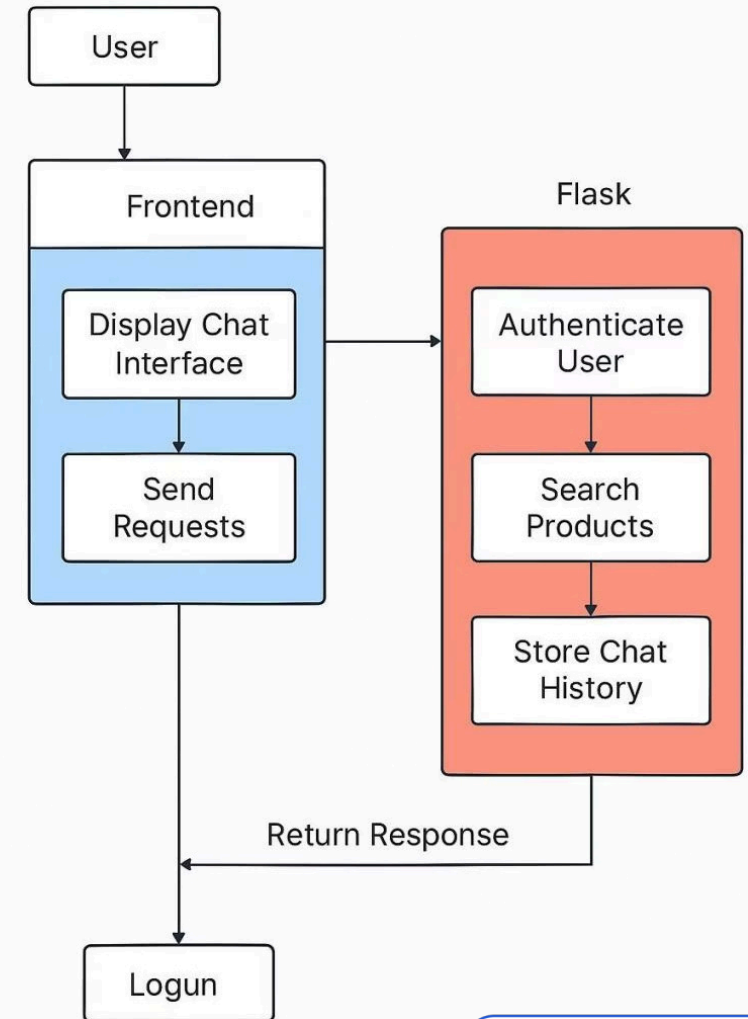 User
Frontend
Display Chat
Interface
Send
Requests
Flask
Authenticate
User
Search
Products
Store Chat
History
Return Response
Logun